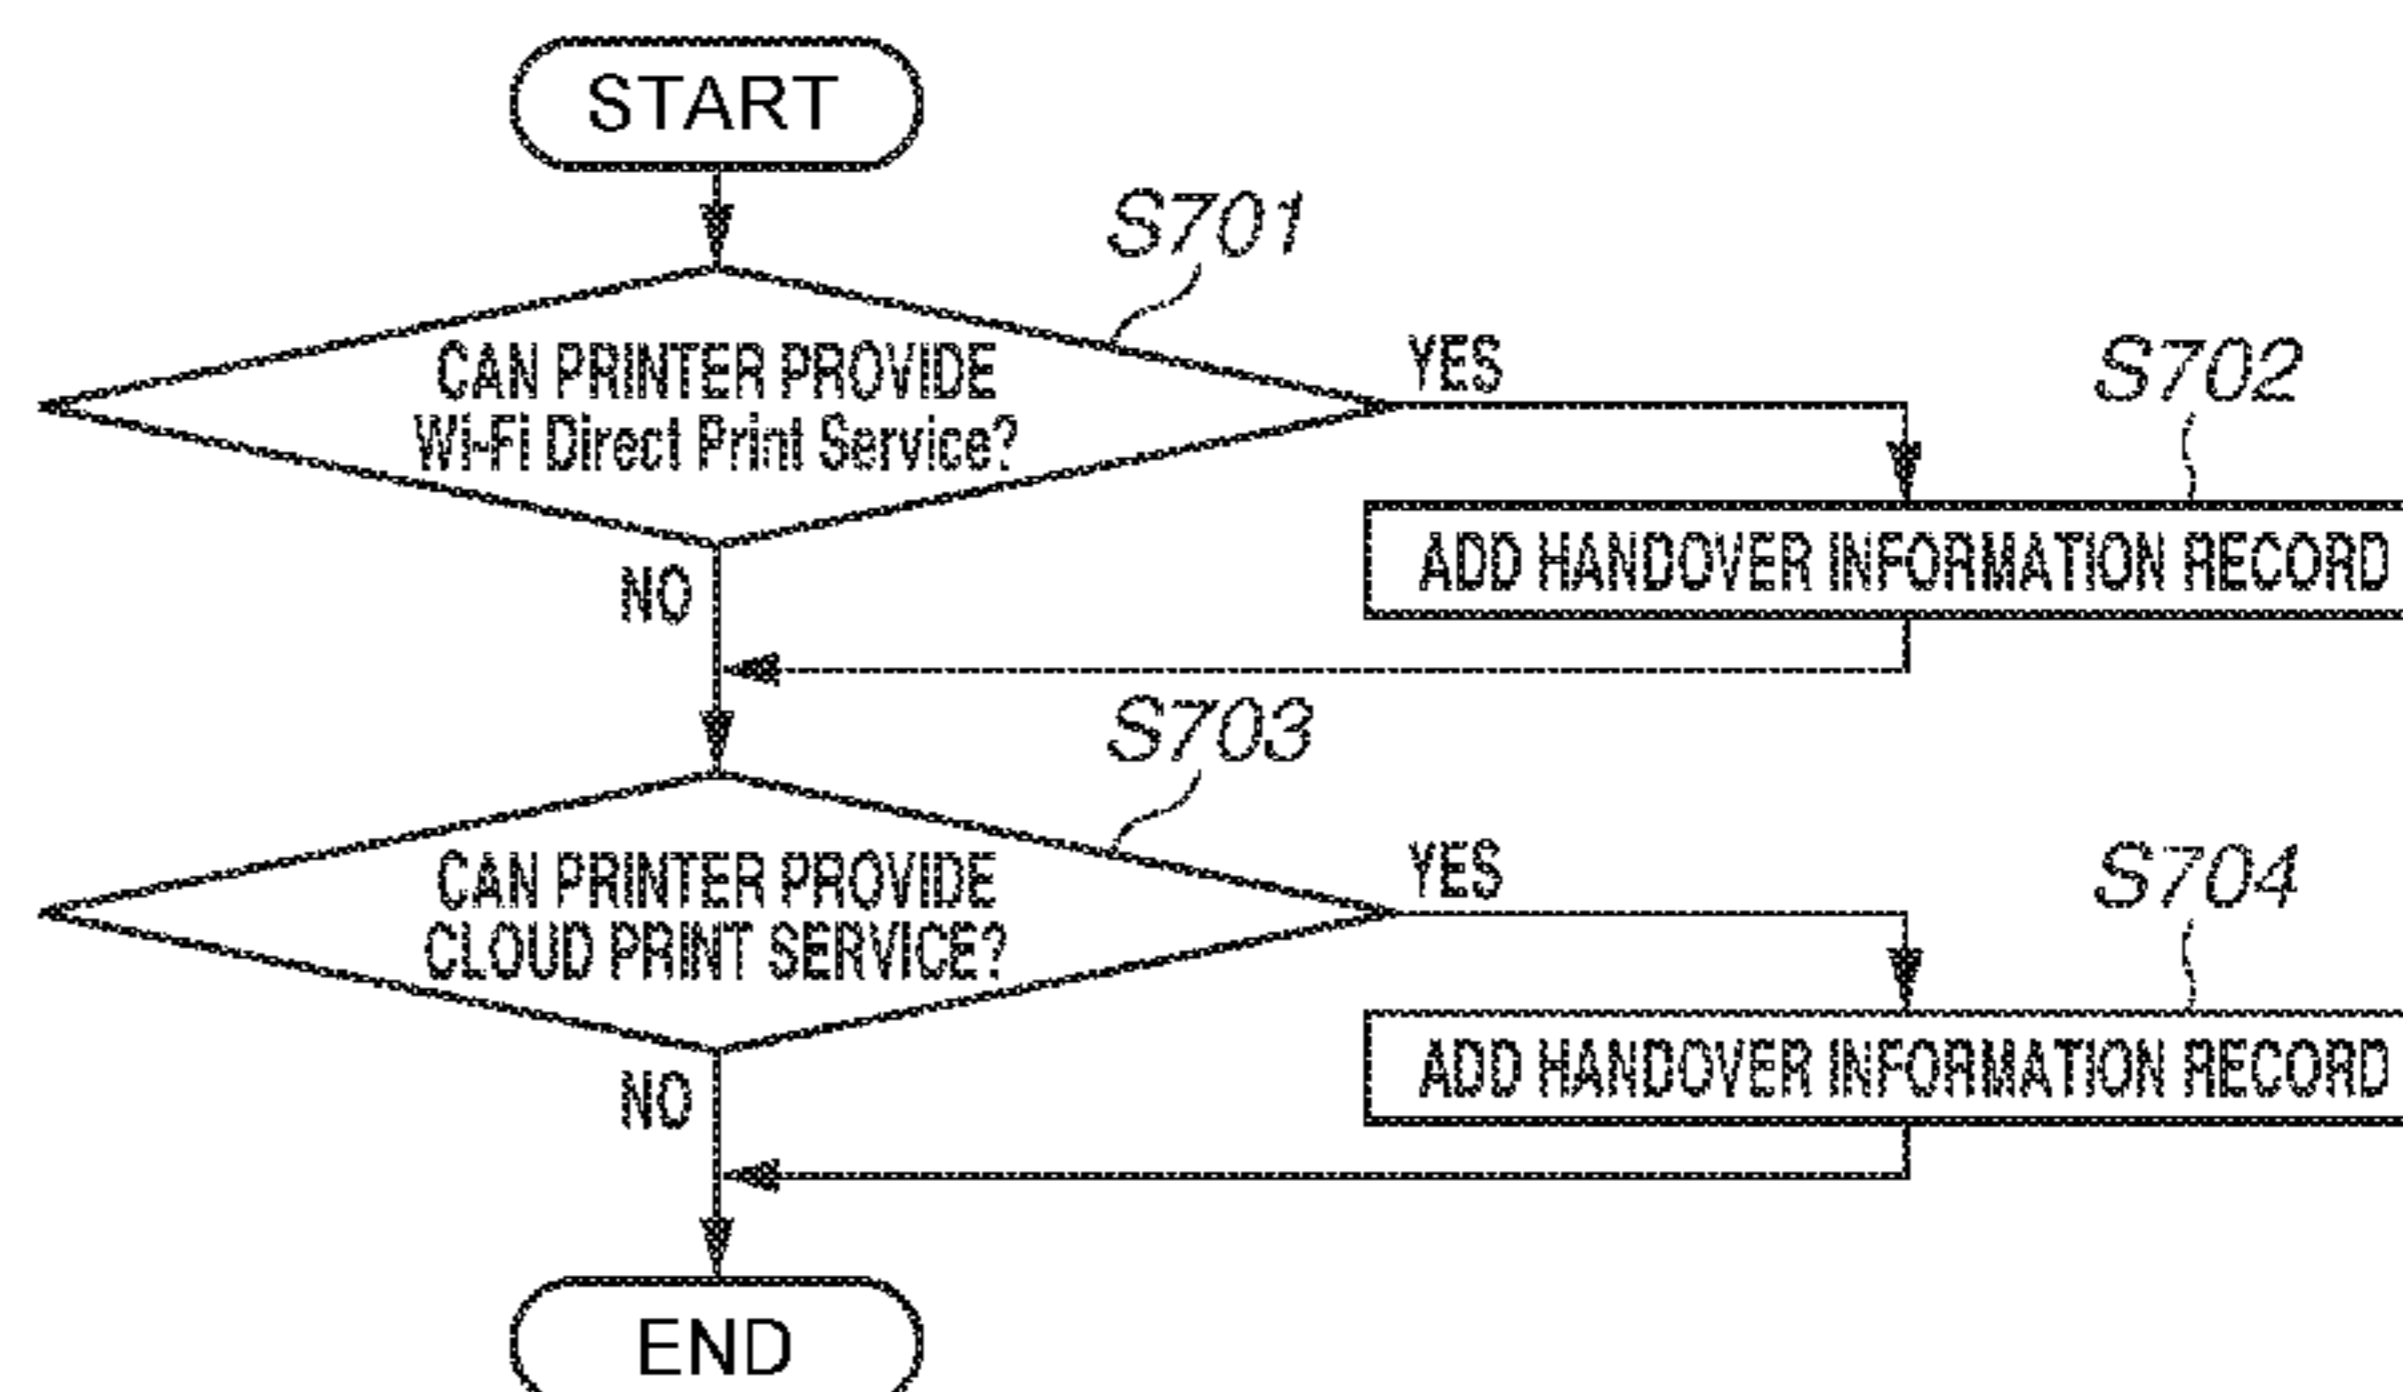 START
S701
CAN PRINTER PROVIDE
Wi-Fi Direct Print Service?
YES
S702
ADD HANDOVER INFORMATION RECORD
NO
S703
CAN PRINTER PROVIDE
CLOUD PRINT SERVICE?
YES
S704
ADD HANDOVER INFORMATION RECORD
NO
END